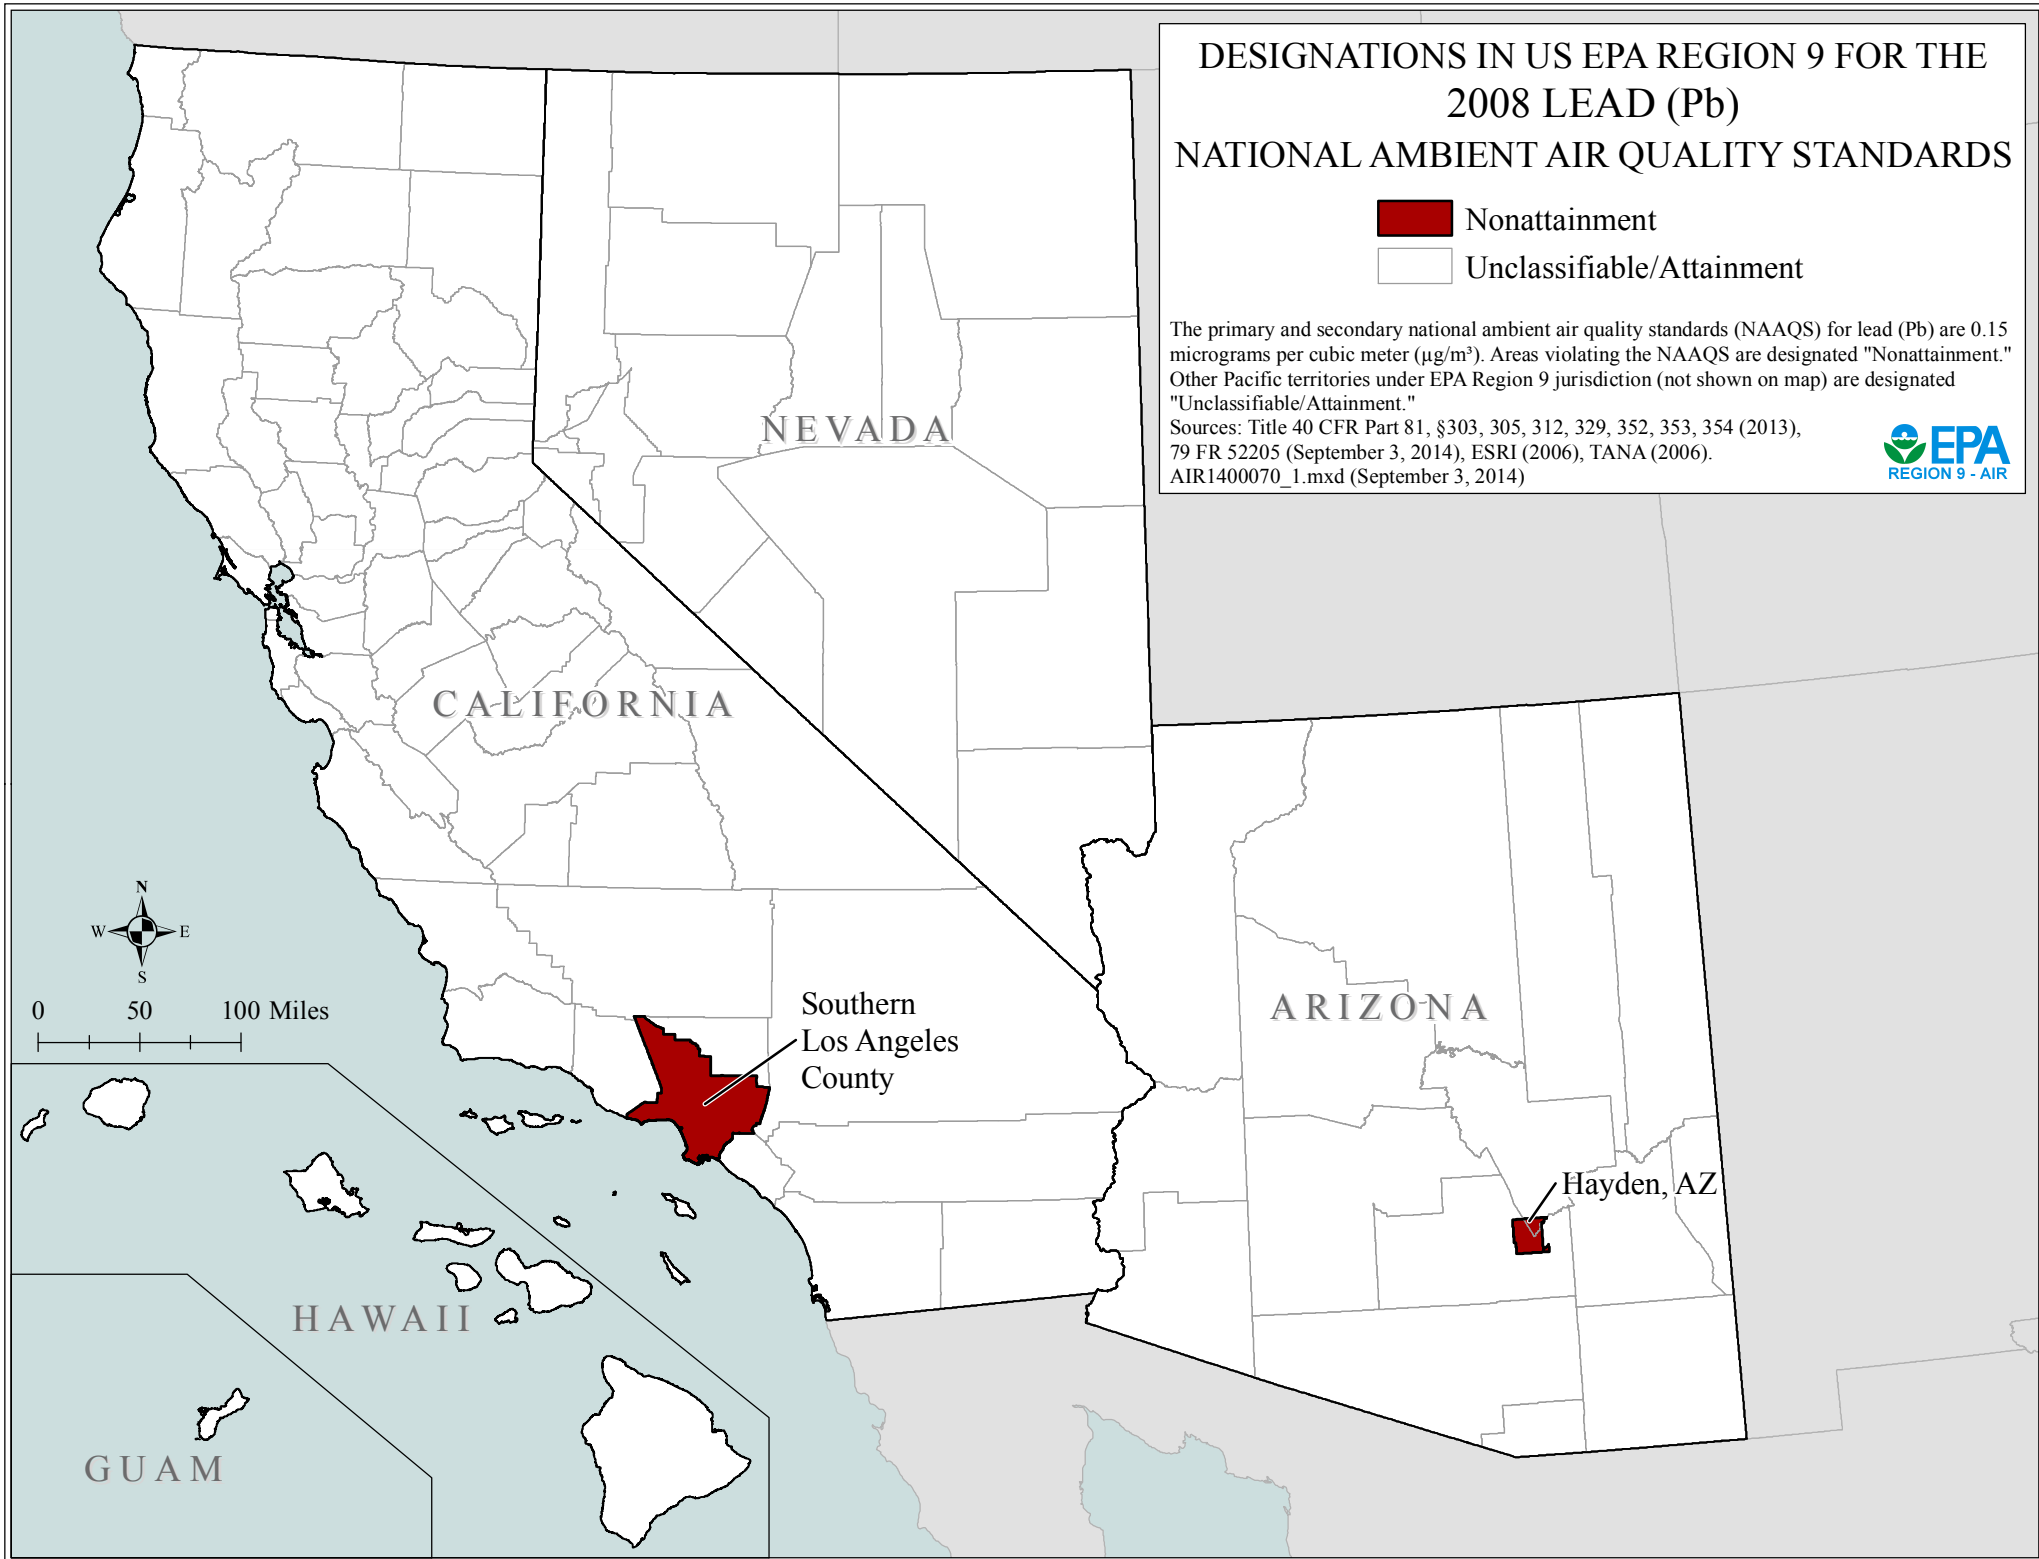 DESIGNATIONS IN US EPA REGION 9 FOR THE
2008 LEAD (Pb)
NATIONAL AMBIENT AIR QUALITY STANDARDS
Nonattainment
Unclassifiable/Attainment
The primary and secondary national ambient air quality standards (NAAQS) for lead (Pb) are 0.15
micrograms per cubic meter (µg/m³). Areas violating the NAAQS are designated "Nonattainment."
Other Pacific territories under EPA Region 9 jurisdiction (not shown on map) are designated
"Unclassifiable/Attainment."
Sources: Title 40 CFR Part 81, §303, 305, 312, 329, 352, 353, 354 (2013),
79 FR 52205 (September 3, 2014), ESRI (2006), TANA (2006).
AIR1400070_1.mxd (September 3, 2014)
EPA
REGION 9 - AIR
NEVADA
CALIFORNIA
N
W E
S
0 50 100 Miles
Southern
Los Angeles
County
ARIZONA
Hayden, AZ
HAWAII
GUAM